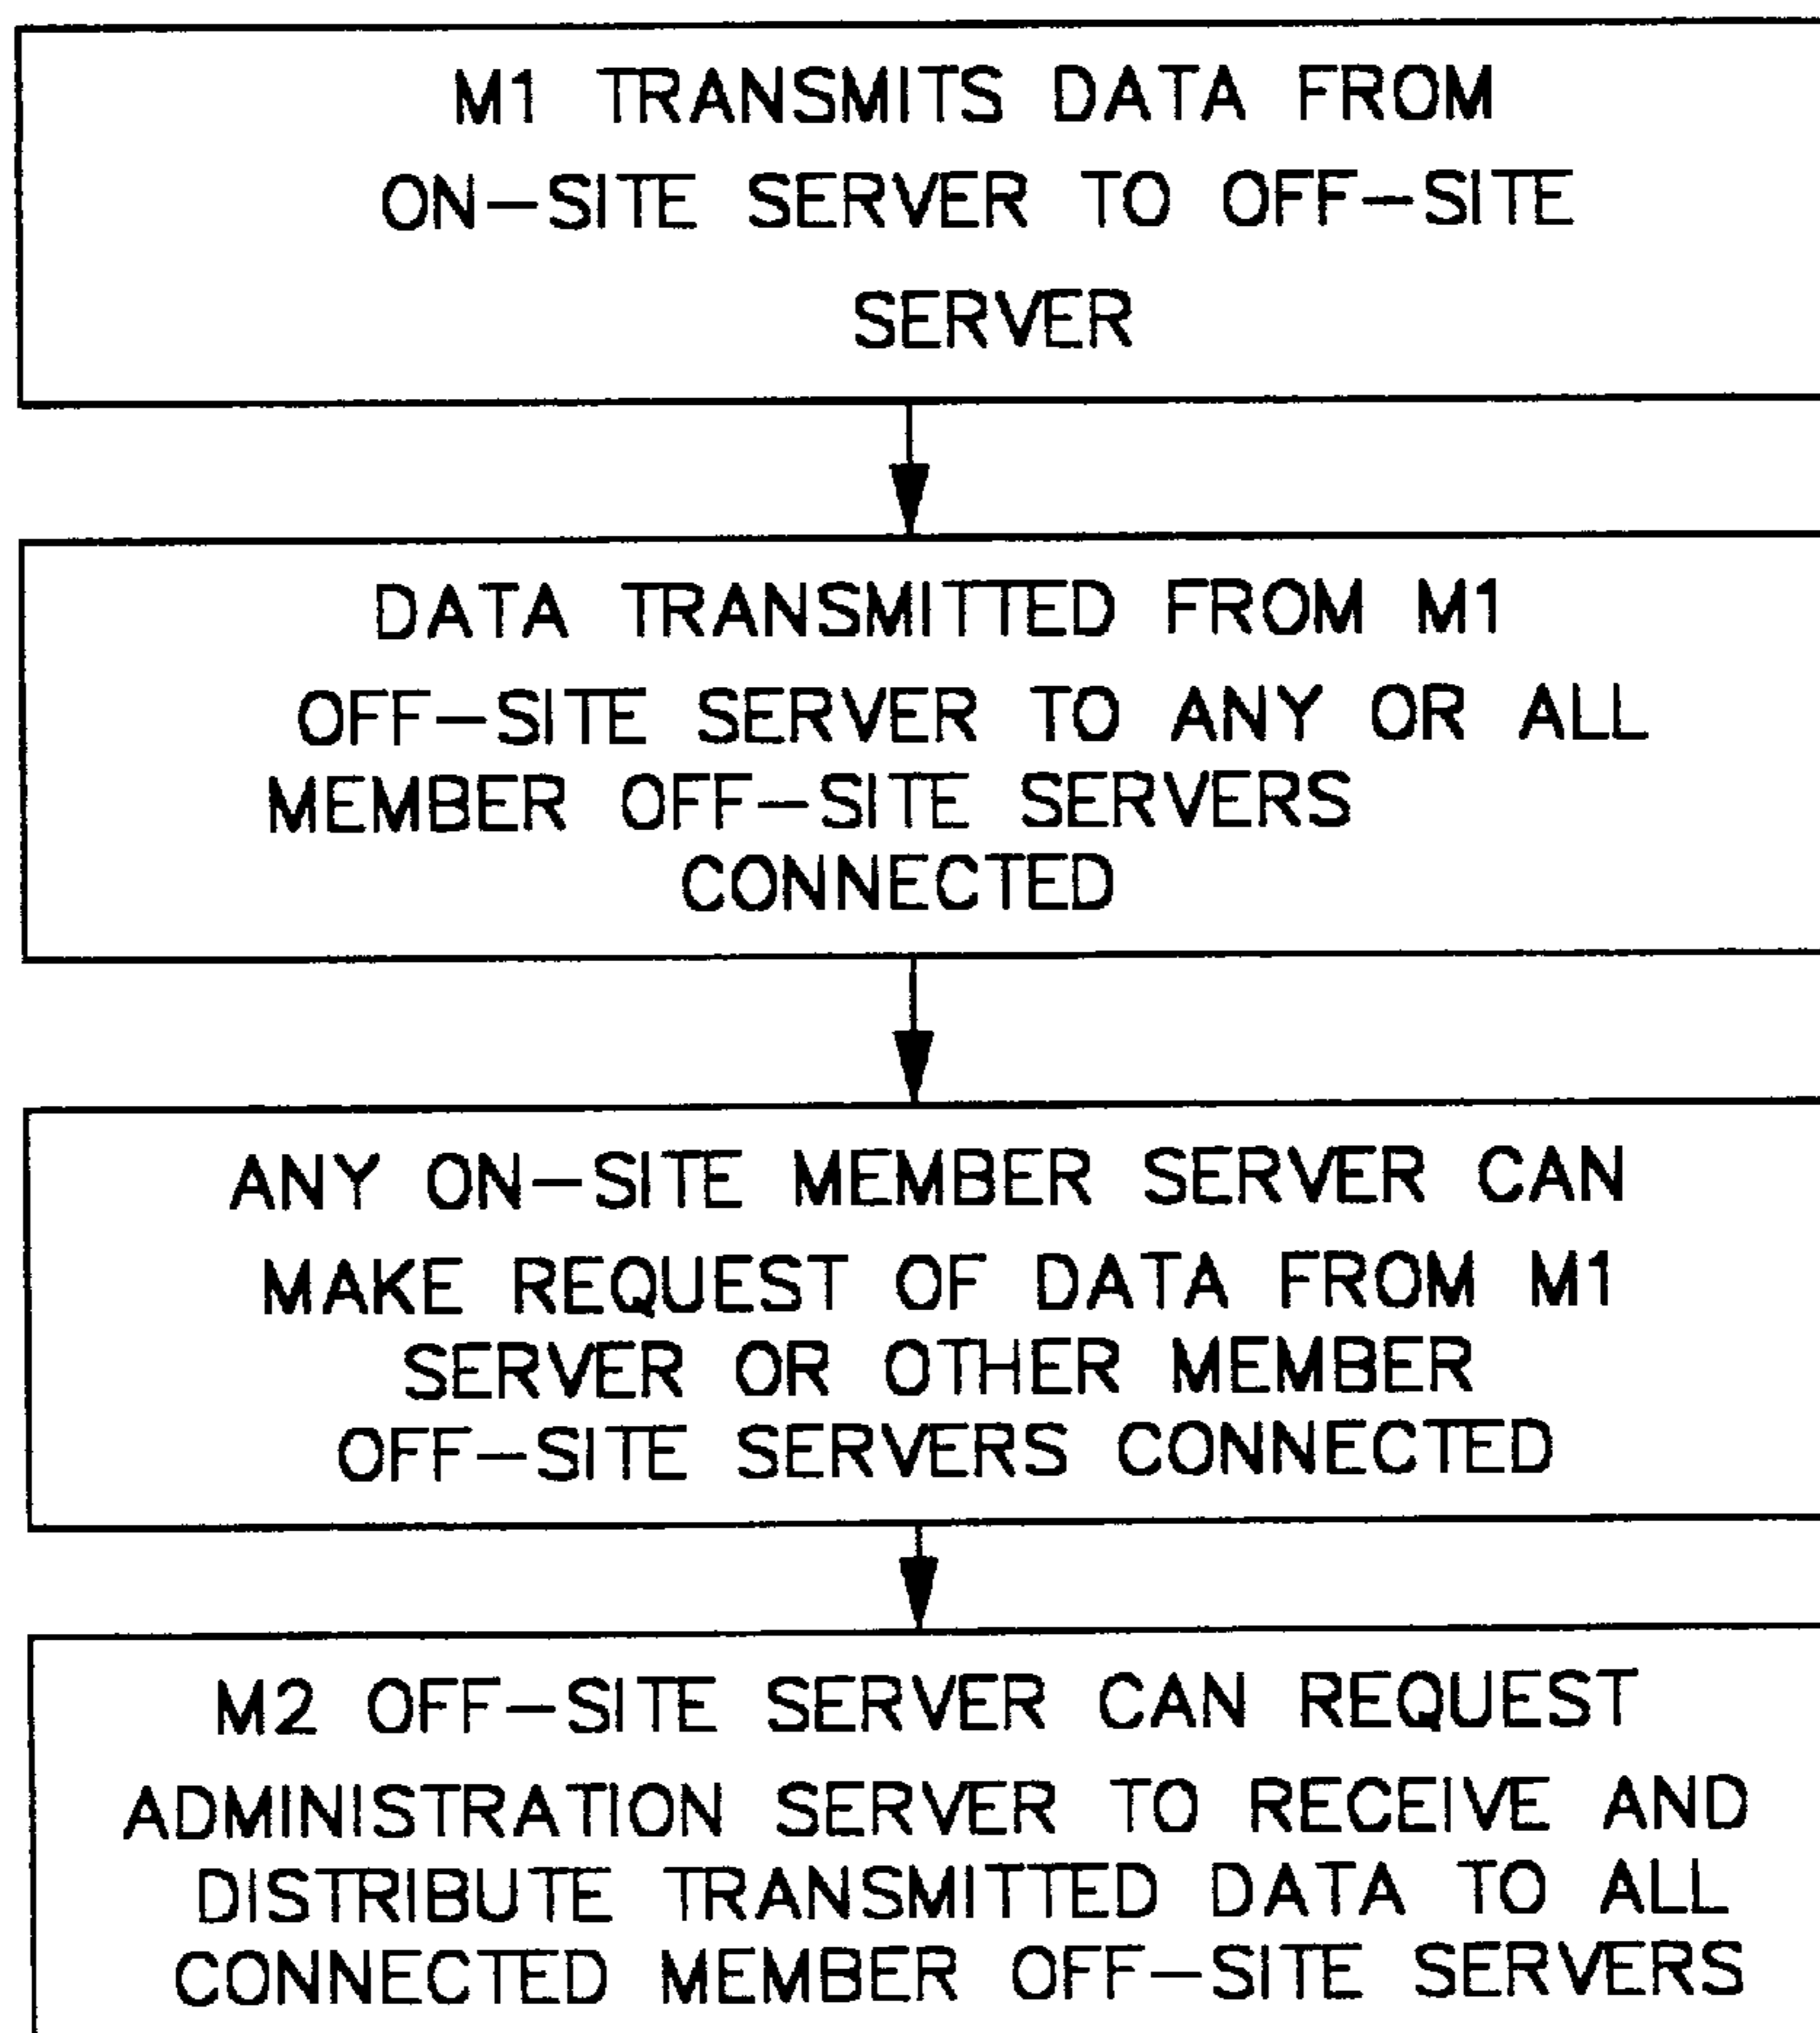 M1 TRANSMITS DATA FROM
ON-SITE SERVER TO OFF-SITE
SERVER
DATA TRANSMITTED FROM M1
OFF-SITE SERVER TO ANY OR ALL
MEMBER OFF-SITE SERVERS
CONNECTED
ANY ON-SITE MEMBER SERVER CAN
MAKE REQUEST OF DATA FROM M1
SERVER OR OTHER MEMBER
OFF-SITE SERVERS CONNECTED
M2 OFF-SITE SERVER CAN REQUEST
ADMINISTRATION SERVER TO RECEIVE AND
DISTRIBUTE TRANSMITTED DATA TO ALL
CONNECTED MEMBER OFF-SITE SERVERS